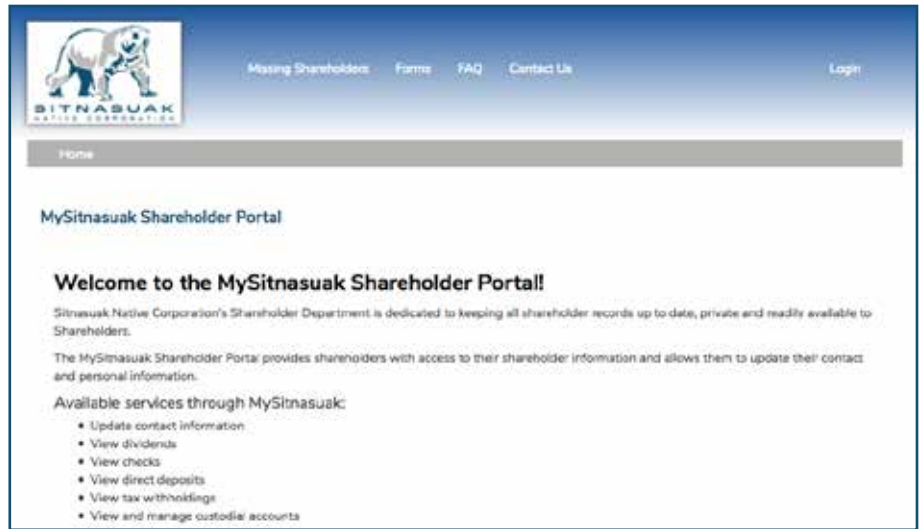 SITNASUAK
NATIVE CORPORATION
Missing Shareholders Forms FAQ Contact Us Login
Home
MySitnasuak Shareholder Portal
Welcome to the MySitnasuak Shareholder Portal!
Sitnasuak Native Corporation's Shareholder Department is dedicated to keeping all shareholder records up to date, private and readily available to
Shareholders.
The MySitnasuak Shareholder Portal provides shareholders with access to their shareholder information and allows them to update their contact
and personal information.
Available services through MySitnasuak:
• Update contact information
• View dividends
• View checks
• View direct deposits
• View tax withholdings
• View and manage custodial accounts